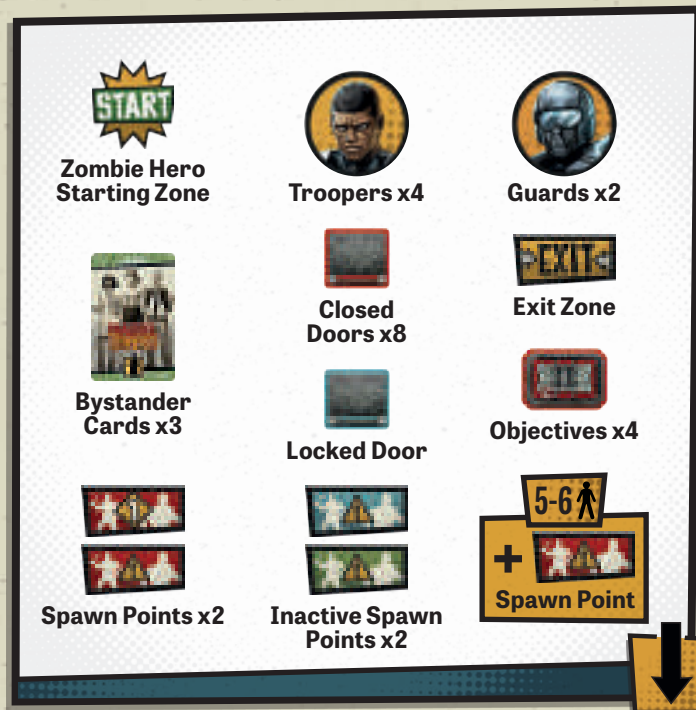 START
Zombie Hero
Starting Zone
Troopers x4
Guards x2
Bystander
Cards x3
Closed
Doors x8
EXIT
Exit Zone
Locked Door
Objectives x4
1
Spawn Points x2
Inactive Spawn
Points x2
5-6
+
Spawn Point